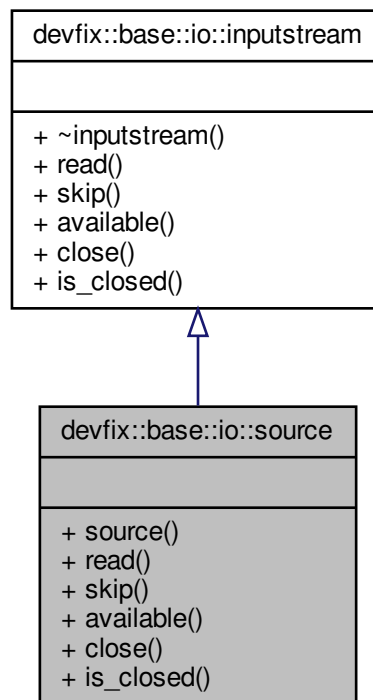 devfix::base::io::inputstream
+ ~inputstream()
+ read()
+ skip()
+ available()
+ close()
+ is_closed()
devfix::base::io::source
+ source()
+ read()
+ skip()
+ available()
+ close()
+ is_closed()